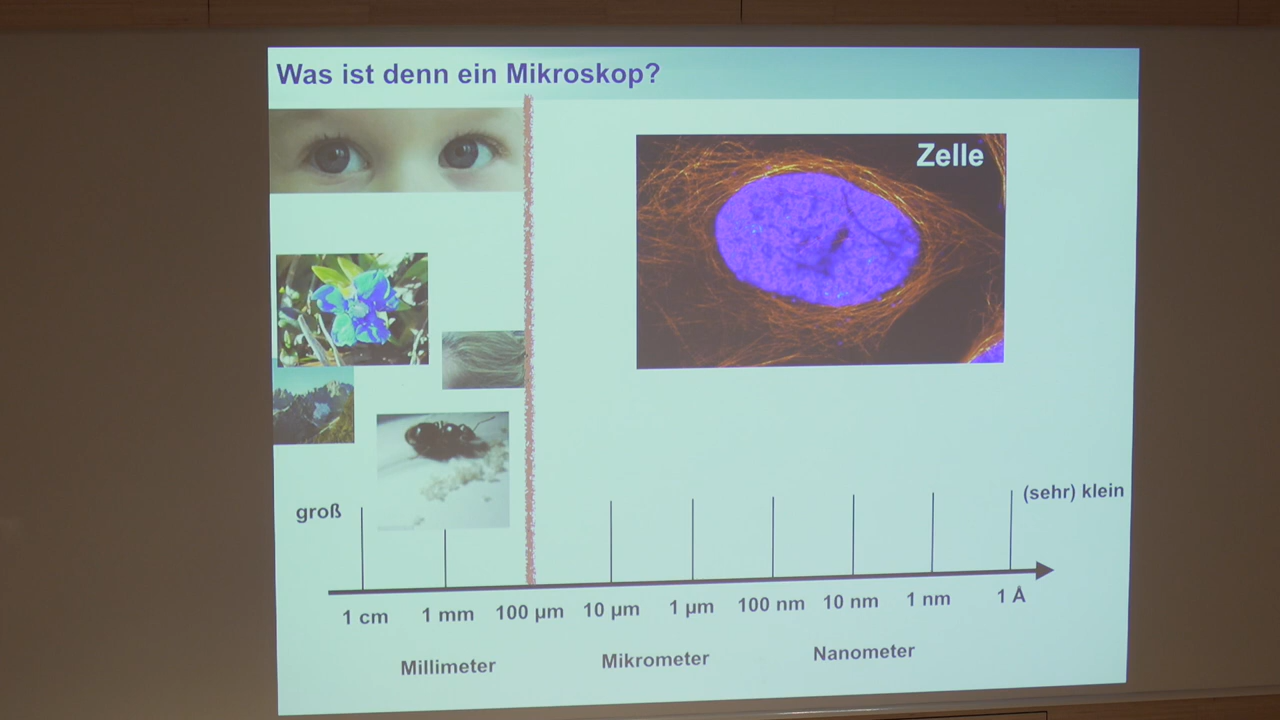 Was ist denn ein Mikroskop?
Zelle
groß
(sehr) klein
1 cm
1 mm
100 µm
10 µm
1 µm
100 nm
10 nm
1 nm
1 Å
Millimeter
Mikrometer
Nanometer